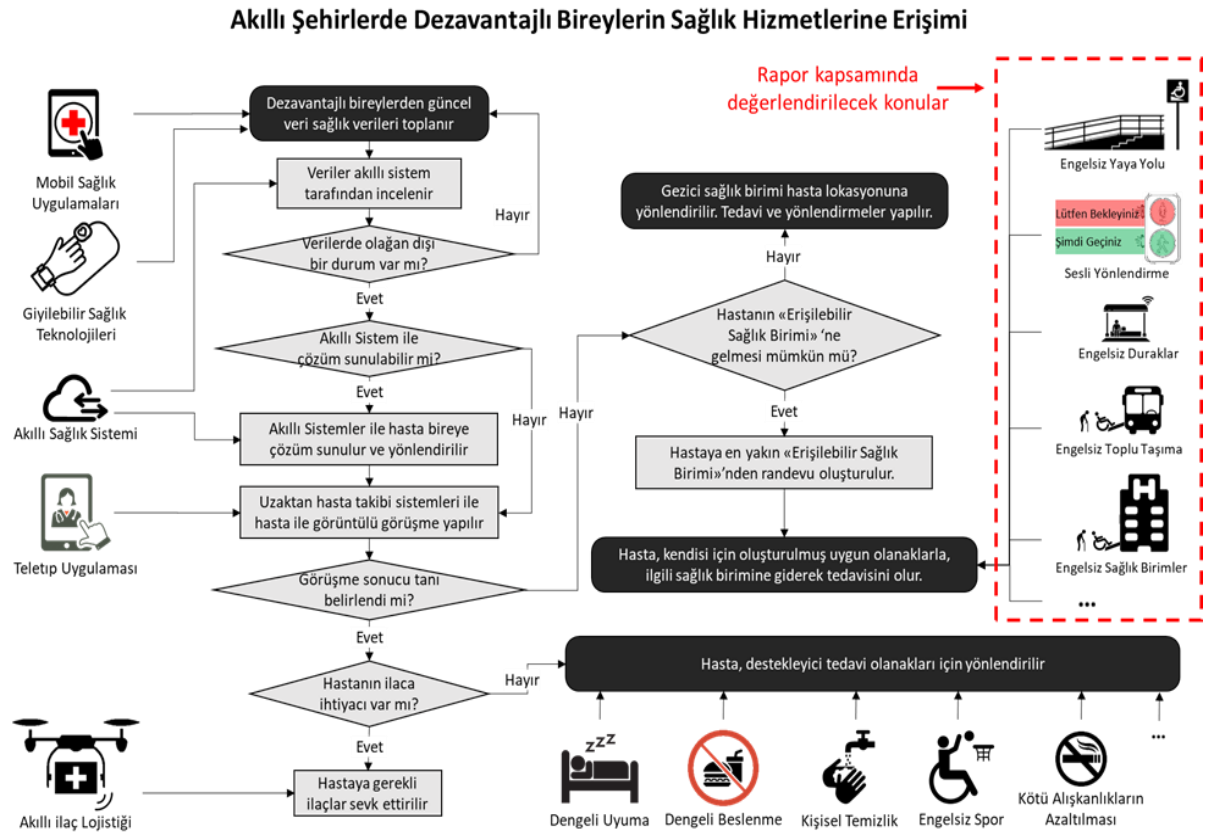 Akıllı Şehirlerde Dezavantajlı Bireylerin Sağlık Hizmetlerine Erişimi
Mobil Sağlık
Uygulamaları
Giyilebilir Sağlık
Teknolojileri
Akıllı Sağlık Sistemi
Teletıp Uygulaması
Akıllı ilaç Lojistiği
Dezavantajlı bireylerden güncel
veri sağlık verileri toplanır
Veriler akıllı sistem
tarafından incelenir
Hayır
Verilerde olağan dışı
bir durum var mı?
Evet
Akıllı Sistem ile
çözüm sunulabilir mi?
Evet
Hayır
Akıllı Sistemler ile hasta bireye
çözüm sunulur ve yönlendirilir
Uzaktan hasta takibi sistemleri ile
hasta ile görüntülü görüşme yapılır
Görüşme sonucu tanı
belirlendi mi?
Hayır
Evet
Hastanın ilaca
ihtiyacı var mı?
Hayır
Evet
Hastaya gerekli
ilaçlar sevk ettirilir
Gezici sağlık birimi hasta lokasyonuna
yönlendirilir. Tedavi ve yönlendirmeler yapılır.
Hayır
Hastanın «Erişilebilir
Sağlık Birimi» ‘ne
gelmesi mümkün mü?
Evet
Hastaya en yakın «Erişilebilir Sağlık
Birimi»’nden randevu oluşturulur.
Hasta, kendisi için oluşturulmuş uygun olanaklarla,
ilgili sağlık birimine giderek tedavisini olur.
Rapor kapsamında
değerlendirilecek konular
Engelsiz Yaya Yolu
Lütfen Bekleyiniz
Şimdi Geçiniz
Sesli Yönlendirme
Engelsiz Duraklar
Engelsiz Toplu Taşıma
Engelsiz Sağlık Birimler
...
Hasta, destekleyici tedavi olanakları için yönlendirilir
zzZ
Dengeli Uyuma
Dengeli Beslenme
Kişisel Temizlik
Engelsiz Spor
Kötü Alışkanlıkların
Azaltılması
...